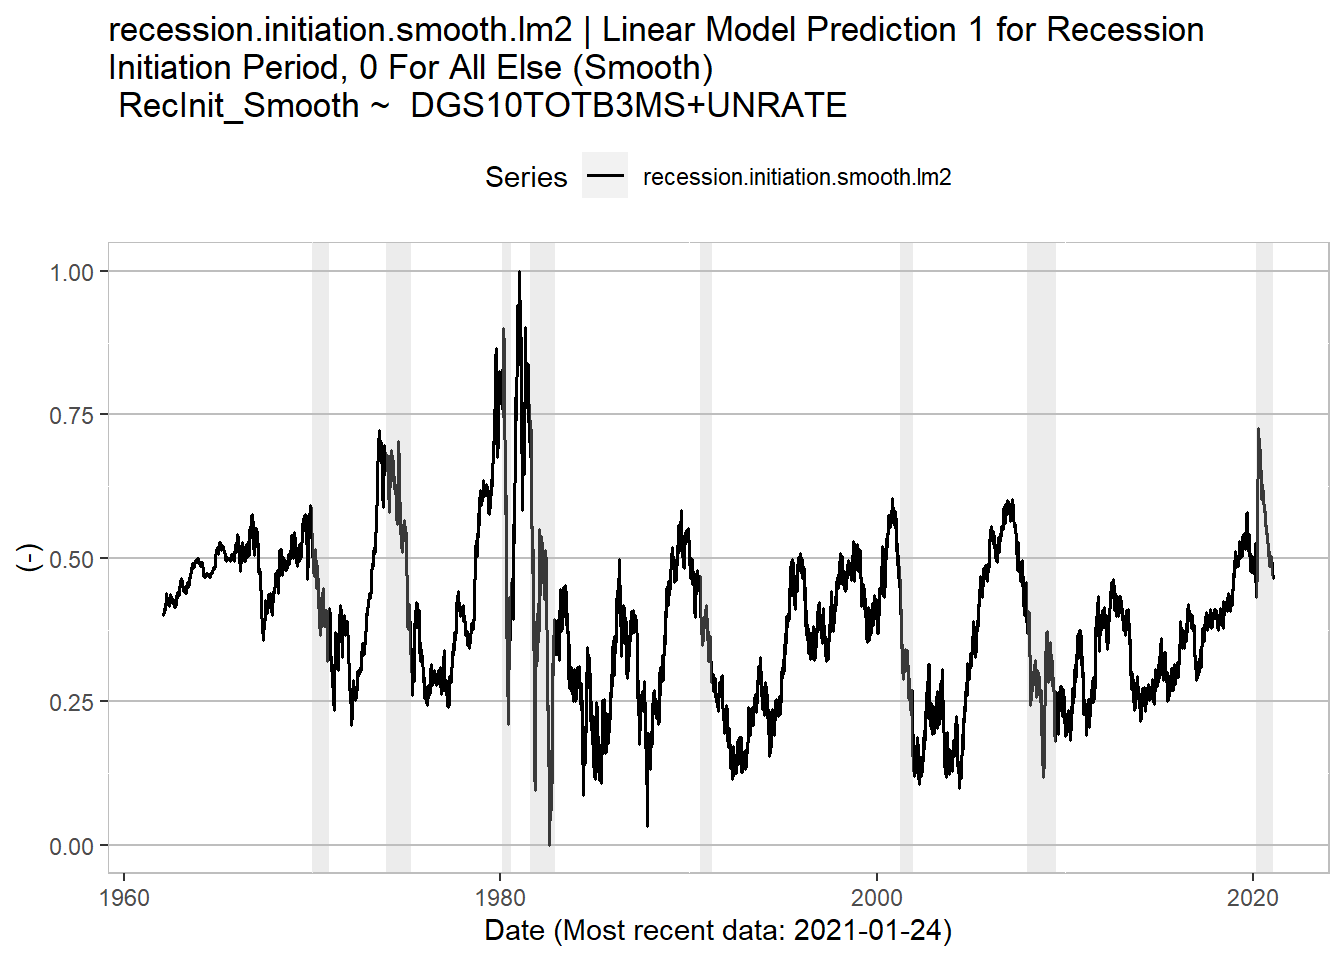 recession.initiation.smooth.lm2 | Linear Model Prediction 1 for Recession
Initiation Period, 0 For All Else (Smooth)
RecInit_Smooth ~  DGS10TOTB3MS+UNRATE
Series
recession.initiation.smooth.lm2
1.00
0.75
0.50
0.25
0.00
(-)
1960
1980
2000
2020
Date (Most recent data: 2021-01-24)